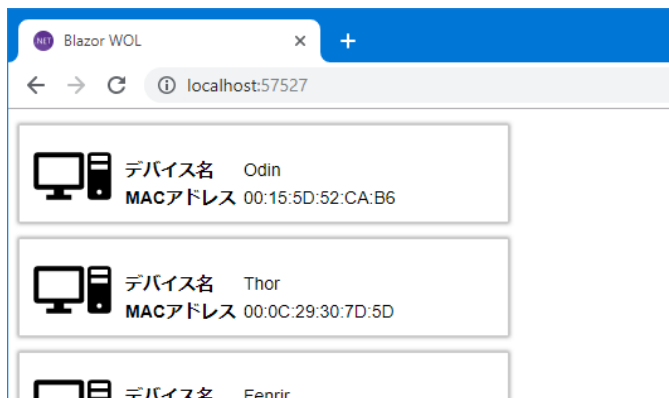 NET Blazor WOL
localhost:57527
デバイス名 Odin
MACアドレス 00:15:5D:52:CA:B6
デバイス名 Thor
MACアドレス 00:0C:29:30:7D:5D
デバイス名 Fenrir